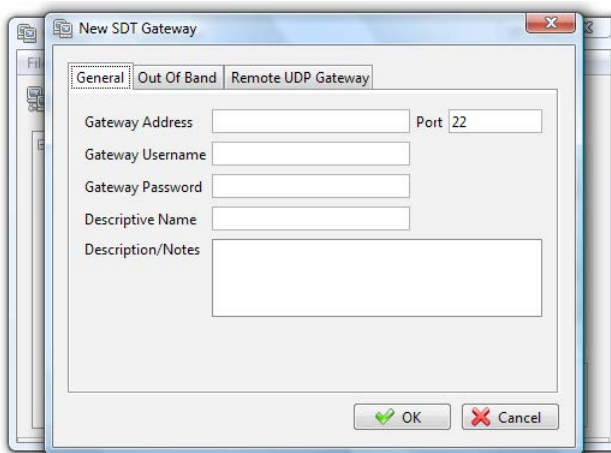 New SDT Gateway
Fil
General Out Of Band Remote UDP Gateway
Gateway Address Port 22
Gateway Username
Gateway Password
Descriptive Name
Description/Notes
OK Cancel